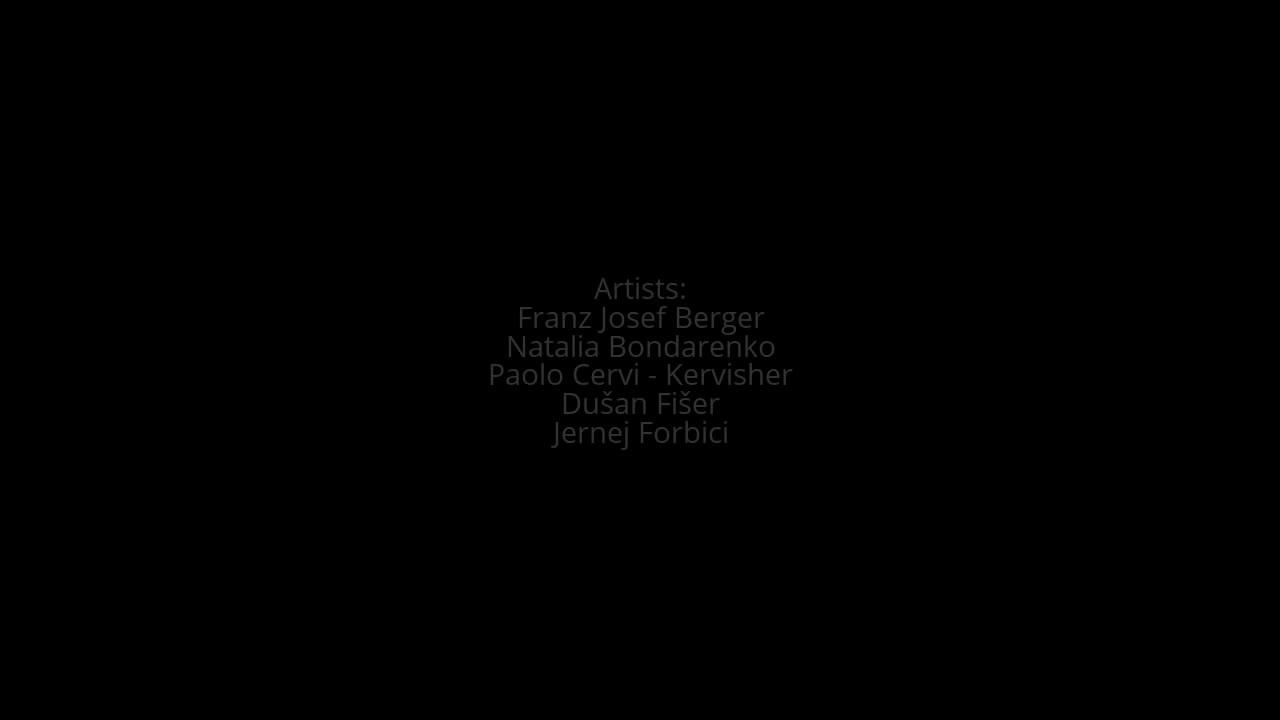 Artists:
Franz Josef Berger
Natalia Bondarenko
Paolo Cervi - Kervisher
Dušan Fišer
Jernej Forbici